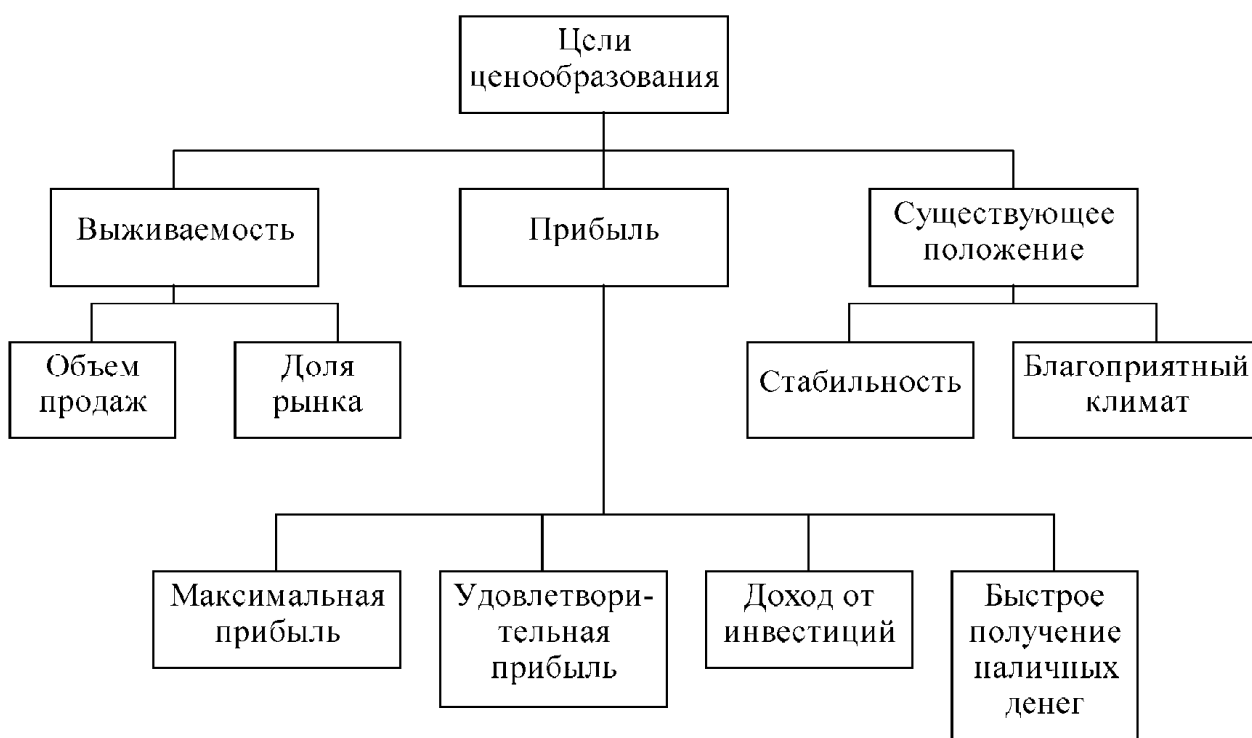 Цели
ценообразования
Выживаемость
Прибыль
Существующее
положение
Объем
продаж
Доля
рынка
Стабильность
Благоприятный
климат
Максимальная
прибыль
Удовлетвори-
тельная
прибыль
Доход от
инвестиций
Быстрое
получение
наличных
денег